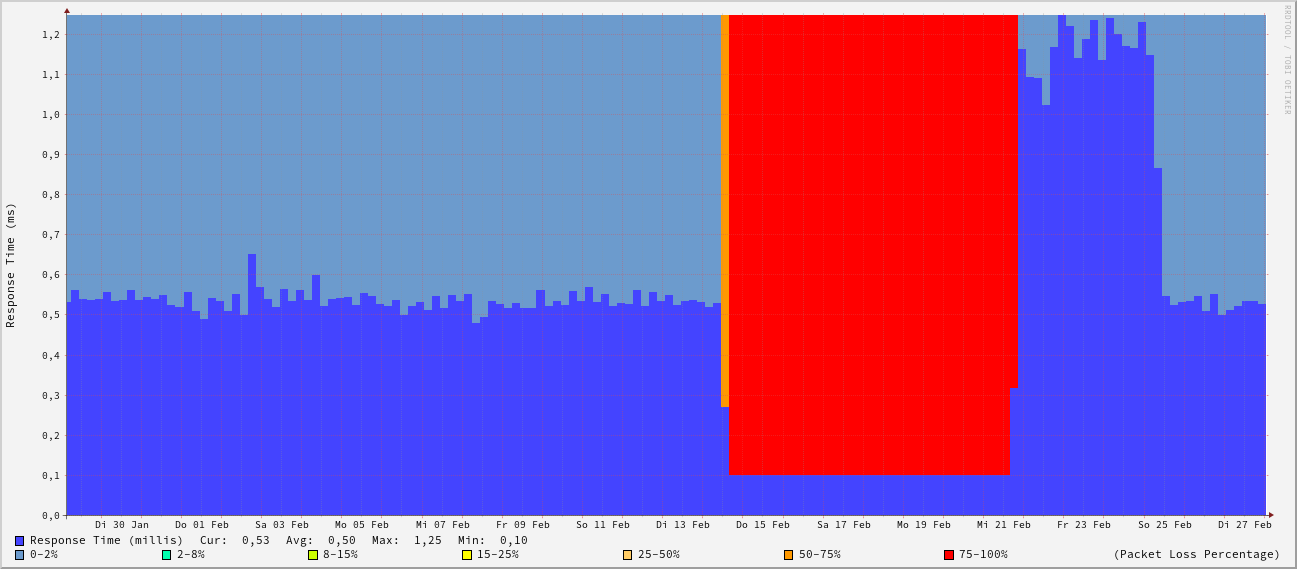 RRDTOOL / TOBI OETIKER
Response Time (ms)
1,2
1,1
1,0
0,9
0,8
0,7
0,6
0,5
0,4
0,3
0,2
0,1
0,0
Di 30 Jan Do 01 Feb Sa 03 Feb Mo 05 Feb Mi 07 Feb Fr 09 Feb So 11 Feb Di 13 Feb Do 15 Feb Sa 17 Feb Mo 19 Feb Mi 21 Feb Fr 23 Feb So 25 Feb Di 27 Feb
Response Time (millis) Cur: 0,53 Avg: 0,50 Max: 1,25 Min: 0,10
0-2% 2-8% 8-15% 15-25% 25-50% 50-75% 75-100% (Packet Loss Percentage)